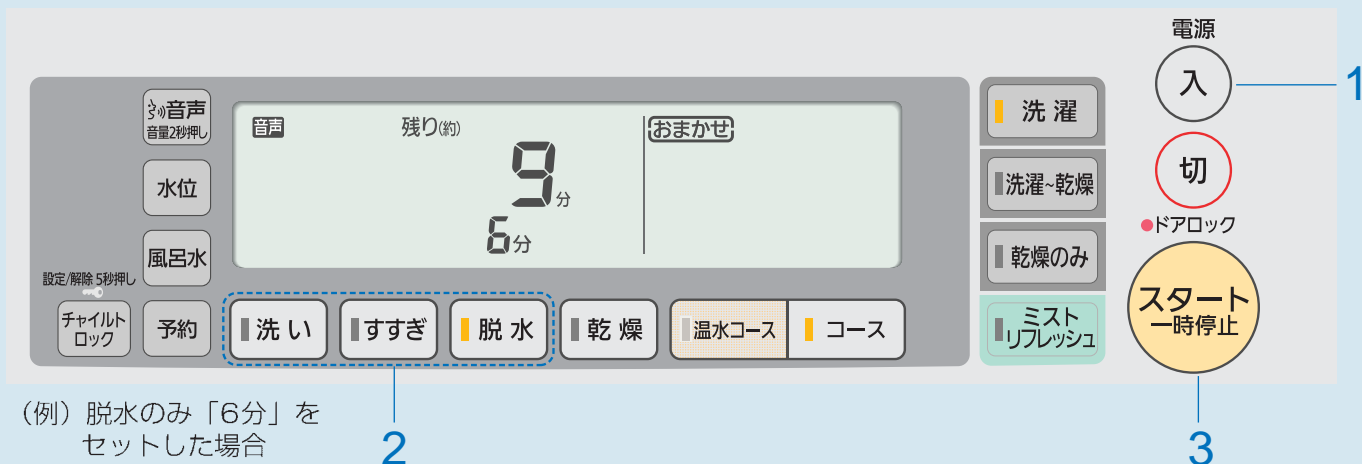 電源
入
1
切
ドアロック
スタート
一時停止
3
音声
音量2秒押し
水位
風呂水
設定/解除 5秒押し
チャイルト
ロック
予約
音声
残り(約)
9分
6分
おまかせ
洗い
すすぎ
脱水
乾燥
温水コース
コース
2
洗濯
洗濯~乾燥
乾燥のみ
ミスト
リフレッシュ
(例) 脱水のみ「6分」を
セットした場合